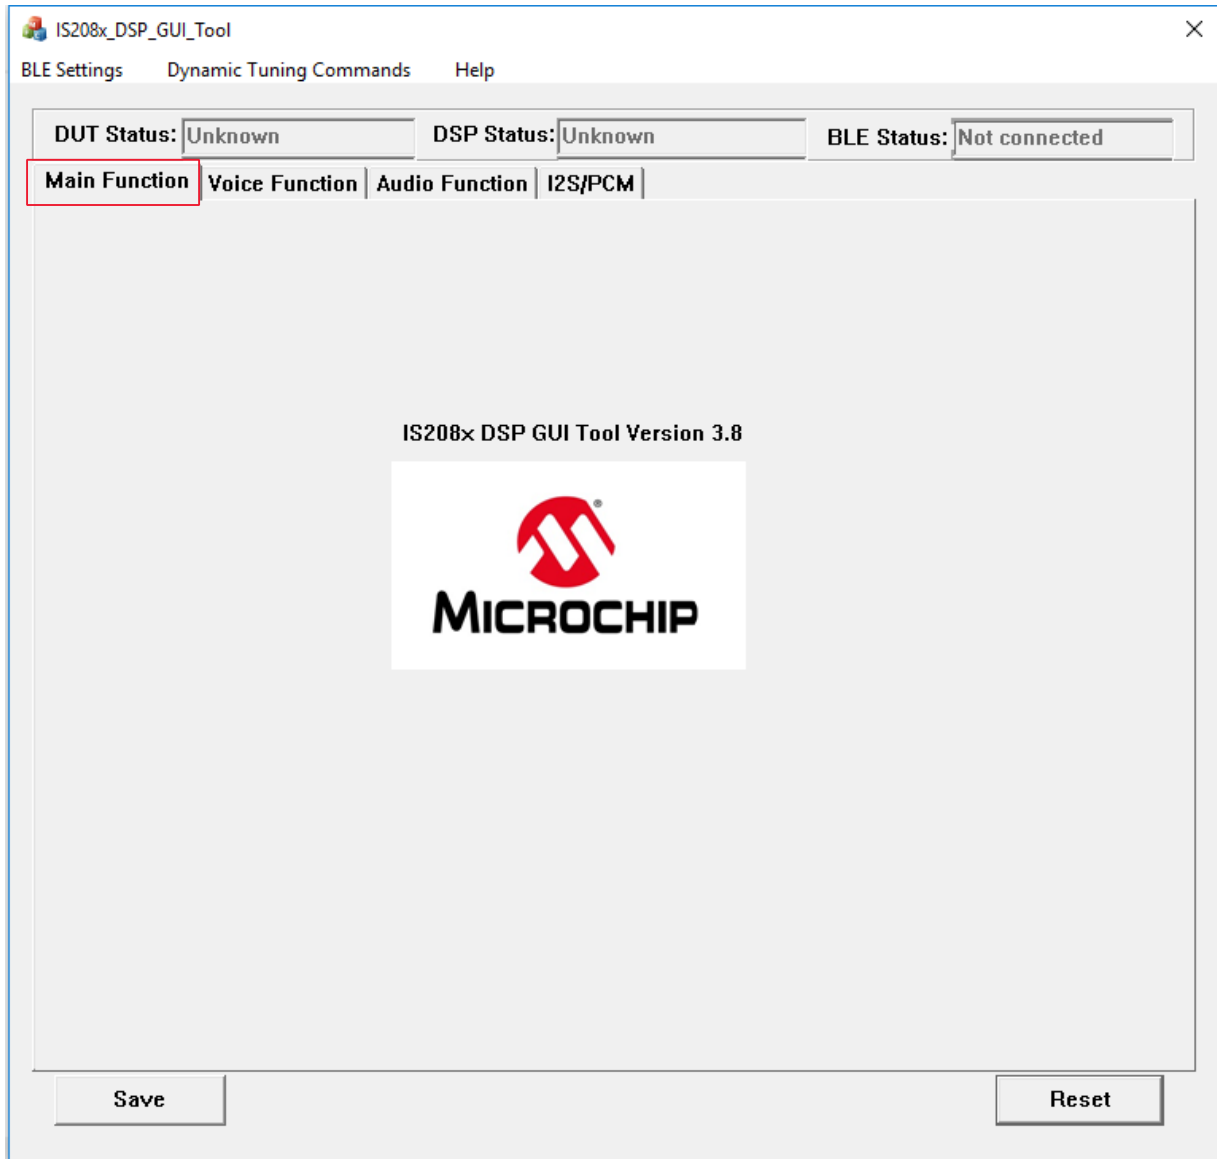 IS208x_DSP_GUI_Tool
BLE Settings Dynamic Tuning Commands Help
DUT Status: Unknown DSP Status: Unknown BLE Status: Not connected
Main Function Voice Function Audio Function I2S/PCM
IS208x DSP GUI Tool Version 3.8
®
MICROCHIP
Save Reset